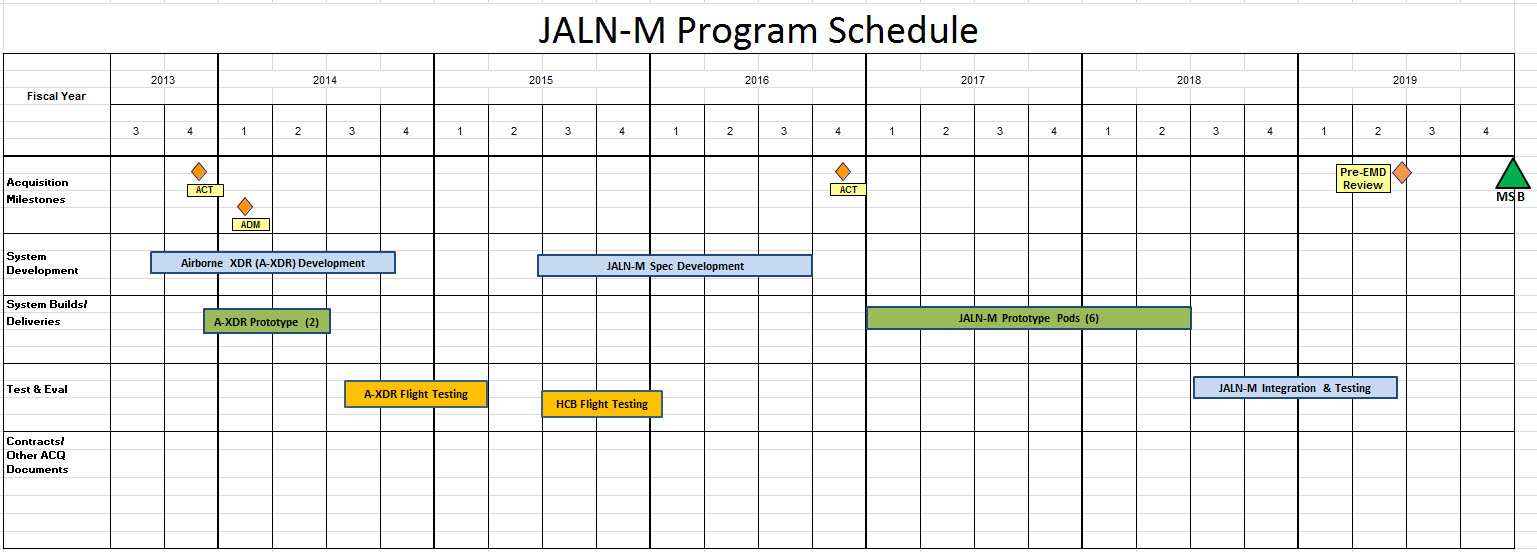 JALN-M Program Schedule
2013 2014 2015 2016 2017 2018 2019
Fiscal Year
3 4 1 2 3 4 1 2 3 4 1 2 3 4 1 2 3 4 1 2 3 4 1 2 3 4
Acquisition
Milestones
ACT
ADM
ACT
Pre-EMD
Review
MS B
System
Development
Airborne XDR (A-XDR) Development
JALN-M Spec Development
System Builds/
Deliveries
A-XDR Prototype (2)
JALN-M Prototype Pods (6)
Test & Eval
A-XDR Flight Testing
HCB Flight Testing
JALN-M Integration & Testing
Contracts/
Other ACQ
Documents